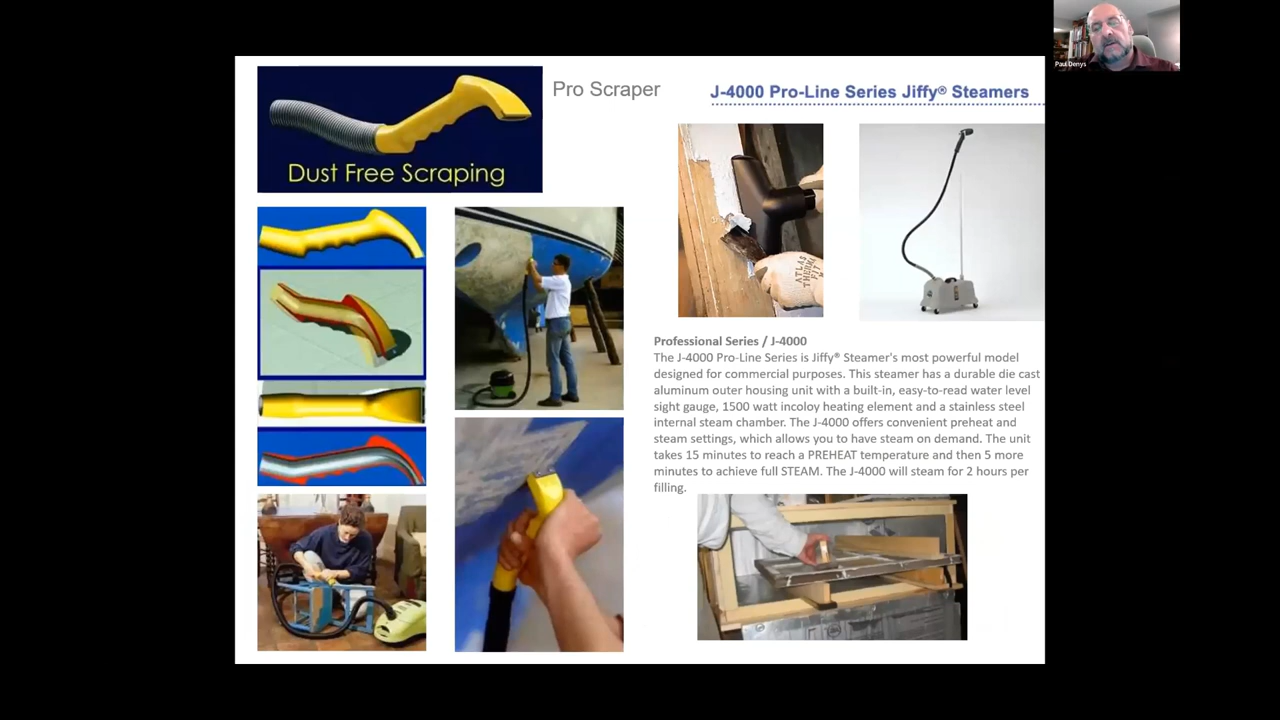 Paul Denys
Pro Scraper
J-4000 Pro-Line Series Jiffy® Steamers
Dust Free Scraping
ATLAS
THERMA
FIT
Professional Series / J-4000
The J-4000 Pro-Line Series is Jiffy® Steamer's most powerful model
designed for commercial purposes. This steamer has a durable die cast
aluminum outer housing unit with a built-in, easy-to-read water level
sight gauge, 1500 watt incoloy heating element and a stainless steel
internal steam chamber. The J-4000 offers convenient preheat and
steam settings, which allows you to have steam on demand. The unit
takes 15 minutes to reach a PREHEAT temperature and then 5 more
minutes to achieve full STEAM. The J-4000 will steam for 2 hours per
filling.